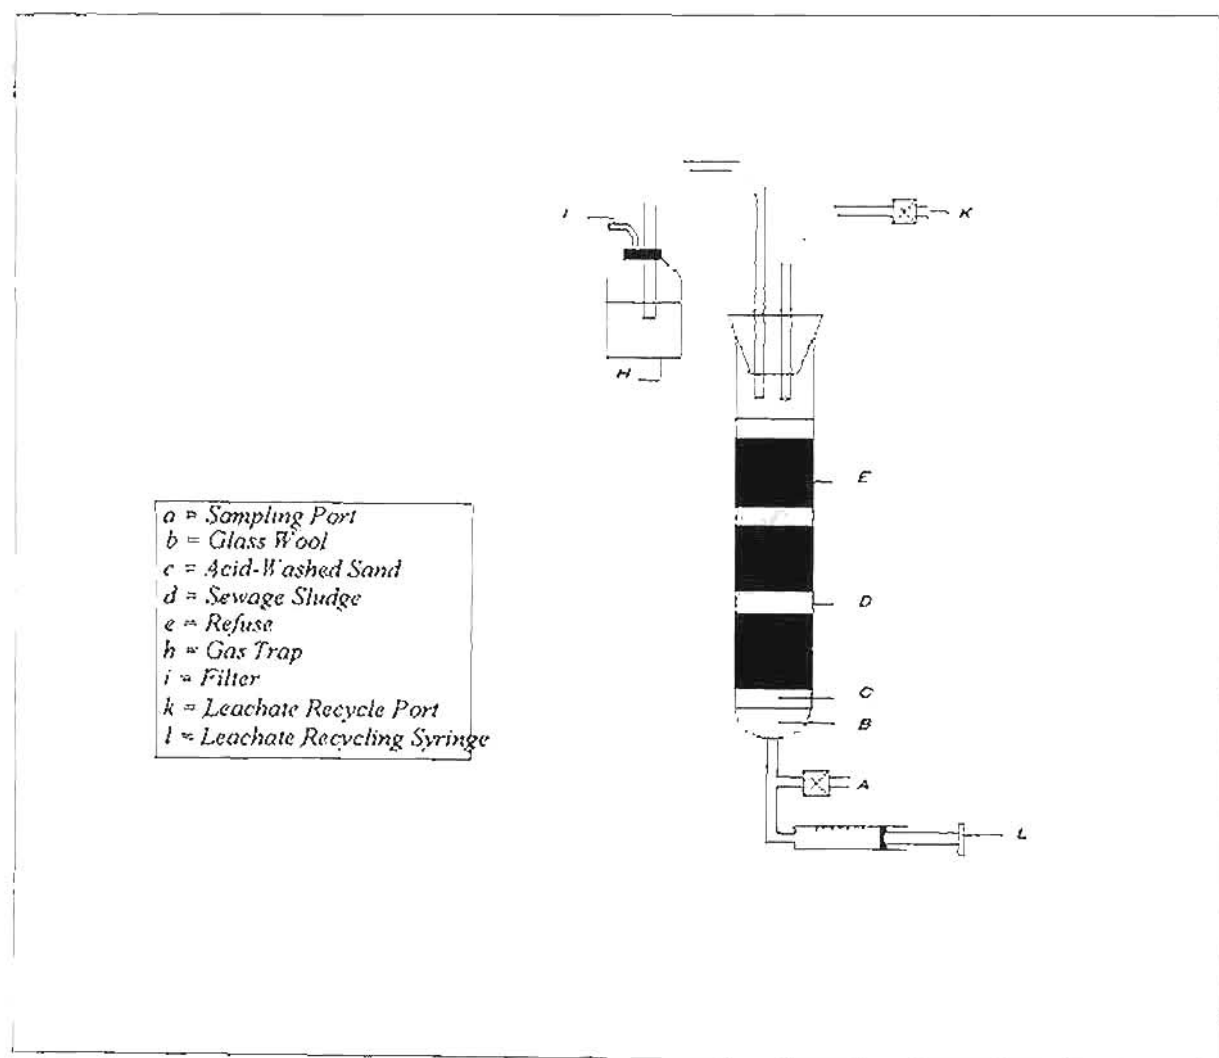 I
K
H
E
a = Sampling Port
b = Glass Wool
c = Acid-Washed Sand
d = Sewage Sludge
e = Refuse
h = Gas Trap
i = Filter
k = Leachate Recycle Port
l = Leachate Recycling Syringe
D
C
B
A
L